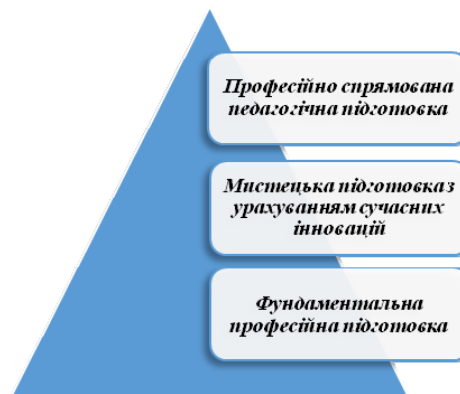 Професійно спрямована
педагогічна підготовка
Мистецька підготовка з
урахуванням сучасних
інновацій
Фундаментальна
професійна підготовка